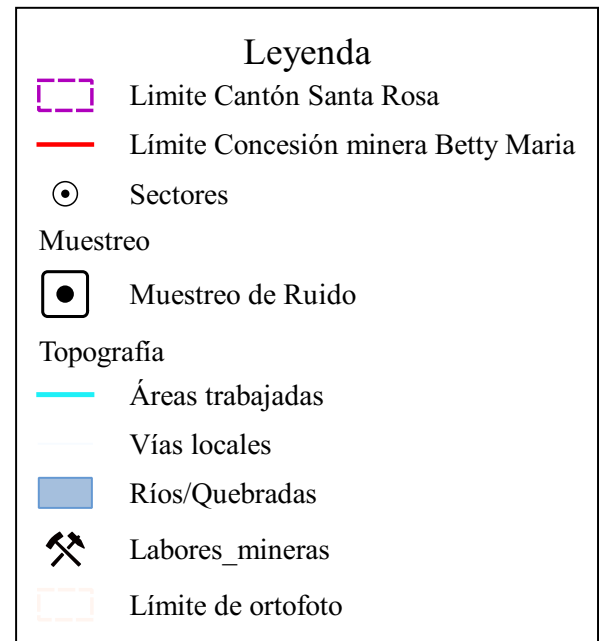 Leyenda
Limite Cantón Santa Rosa
Límite Concesión minera Betty Maria
Sectores
Muestreo
Muestreo de Ruido
Topografía
Áreas trabajadas
Vías locales
Ríos/Quebradas
Labores_mineras
Límite de ortofoto